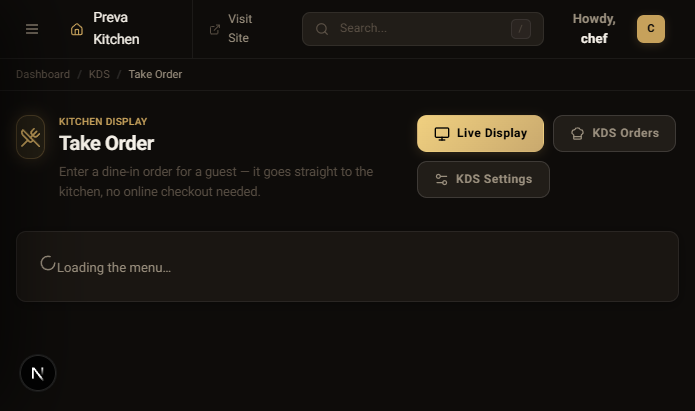 Preva
Kitchen
Visit
Site
Search...
/
Howdy,
chef
C
Dashboard / KDS / Take Order
KITCHEN DISPLAY
Take Order
Enter a dine-in order for a guest — it goes straight to the
kitchen, no online checkout needed.
Live Display
KDS Orders
KDS Settings
Loading the menu...
N